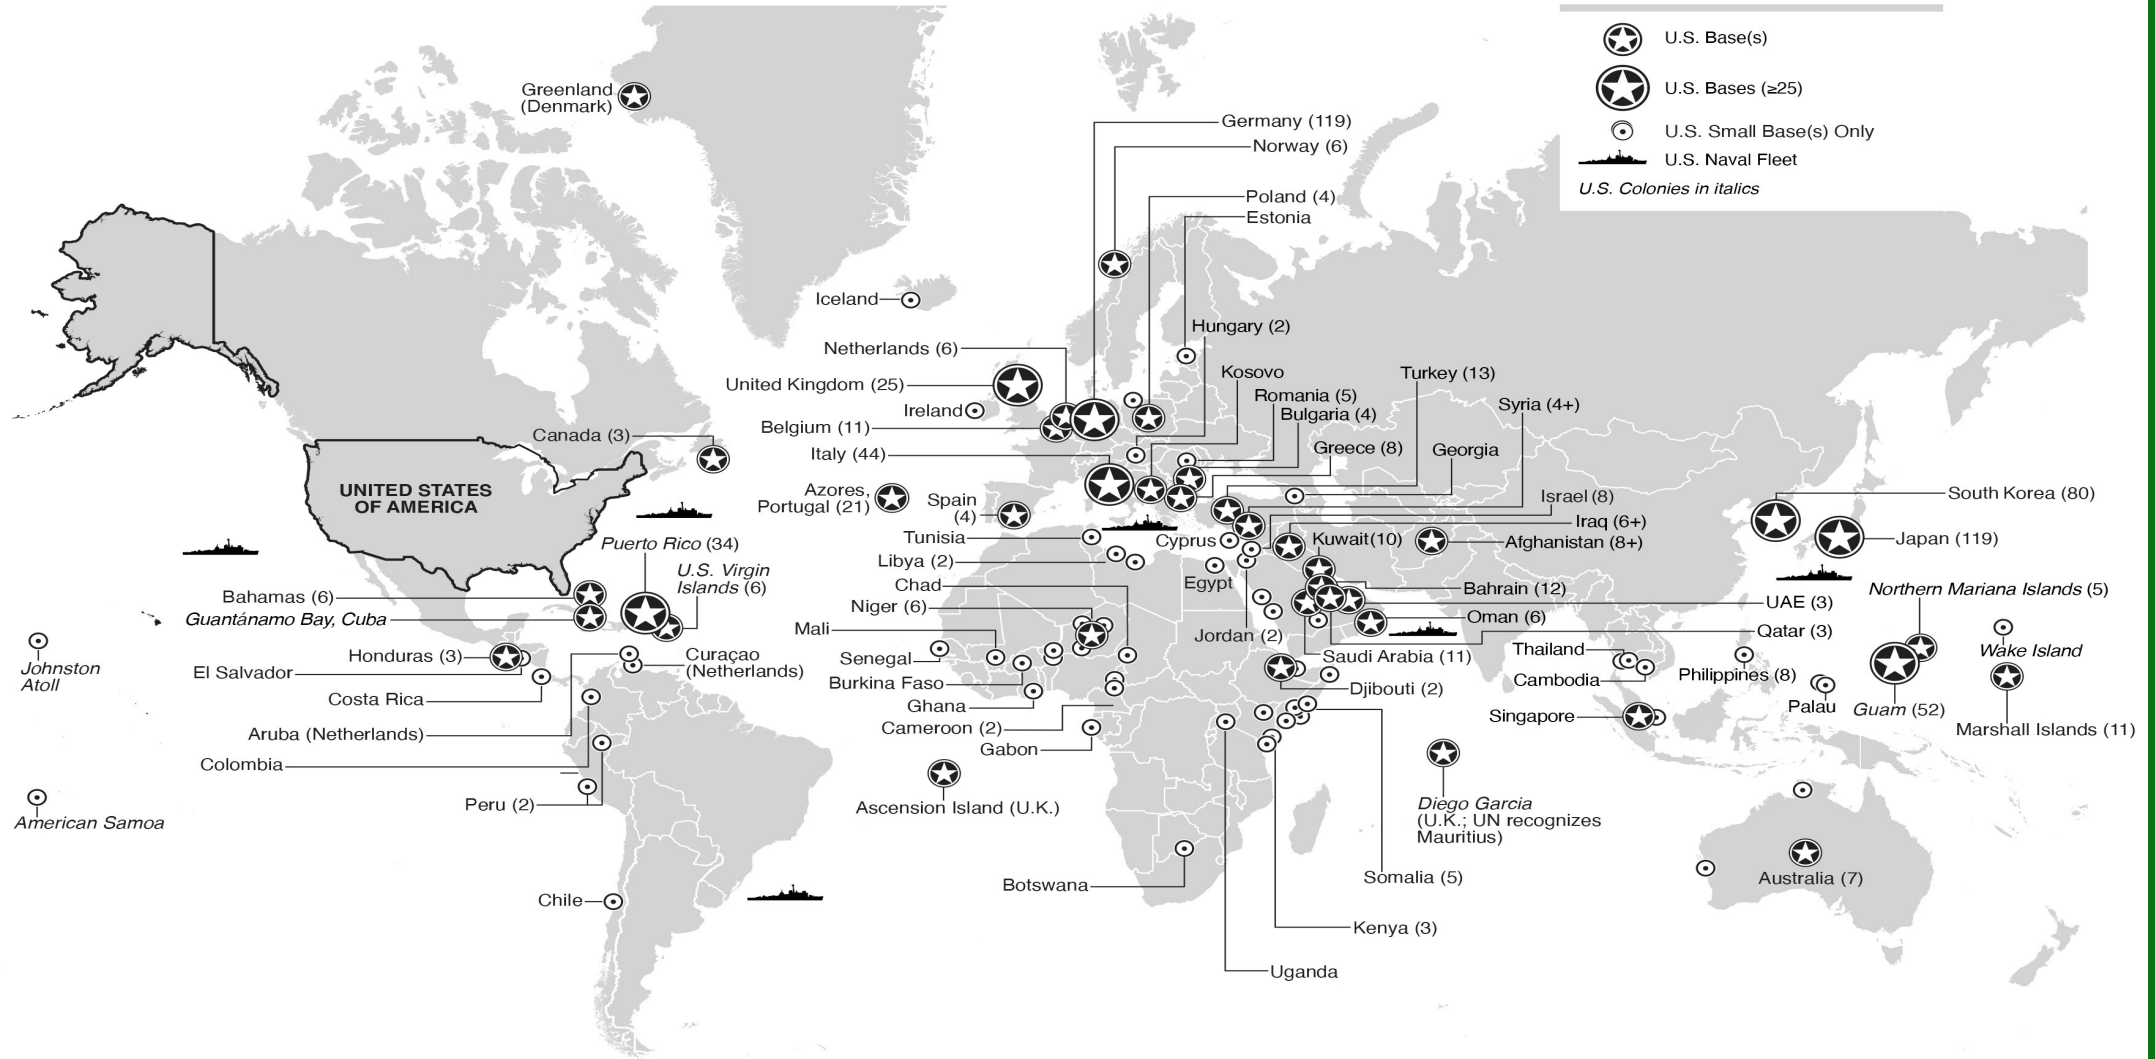 U.S. Base(s)
U.S. Bases (≥25)
U.S. Small Base(s) Only
U.S. Naval Fleet
U.S. Colonies in italics
Greenland
(Denmark)
Germany (119)
Norway (6)
Poland (4)
Estonia
Iceland
Hungary (2)
Netherlands (6)
United Kingdom (25)
Kosovo
Turkey (13)
Romania (5)
Syria (4+)
Ireland
Bulgaria (4)
Belgium (11)
Canada (3)
Italy (44)
Greece (8)
Georgia
UNITED STATES
OF AMERICA
Azores,
Portugal (21)
Spain
(4)
Israel (8)
South Korea (80)
Iraq (6+)
Tunisia
Cyprus
Kuwait(10)
Afghanistan (8+)
Japan (119)
Puerto Rico (34)
Libya (2)
U.S. Virgin
Islands (6)
Chad
Egypt
Bahrain (12)
Northern Mariana Islands (5)
Bahamas (6)
Niger (6)
UAE (3)
Guantánamo Bay, Cuba
Oman (6)
Mali
Jordan (2)
Qatar (3)
Honduras (3)
Curaçao
(Netherlands)
Senegal
Saudi Arabia (11)
Thailand
Wake Island
Johnston
Atoll
El Salvador
Burkina Faso
Djibouti (2)
Cambodia
Philippines (8)
Costa Rica
Ghana
Palau
Guam (52)
Singapore
Cameroon (2)
Marshall Islands (11)
Aruba (Netherlands)
Gabon
Colombia
Peru (2)
Ascension Island (U.K.)
Diego Garcia
(U.K.; UN recognizes
Mauritius)
American Samoa
Somalia (5)
Australia (7)
Botswana
Chile
Kenya (3)
Uganda